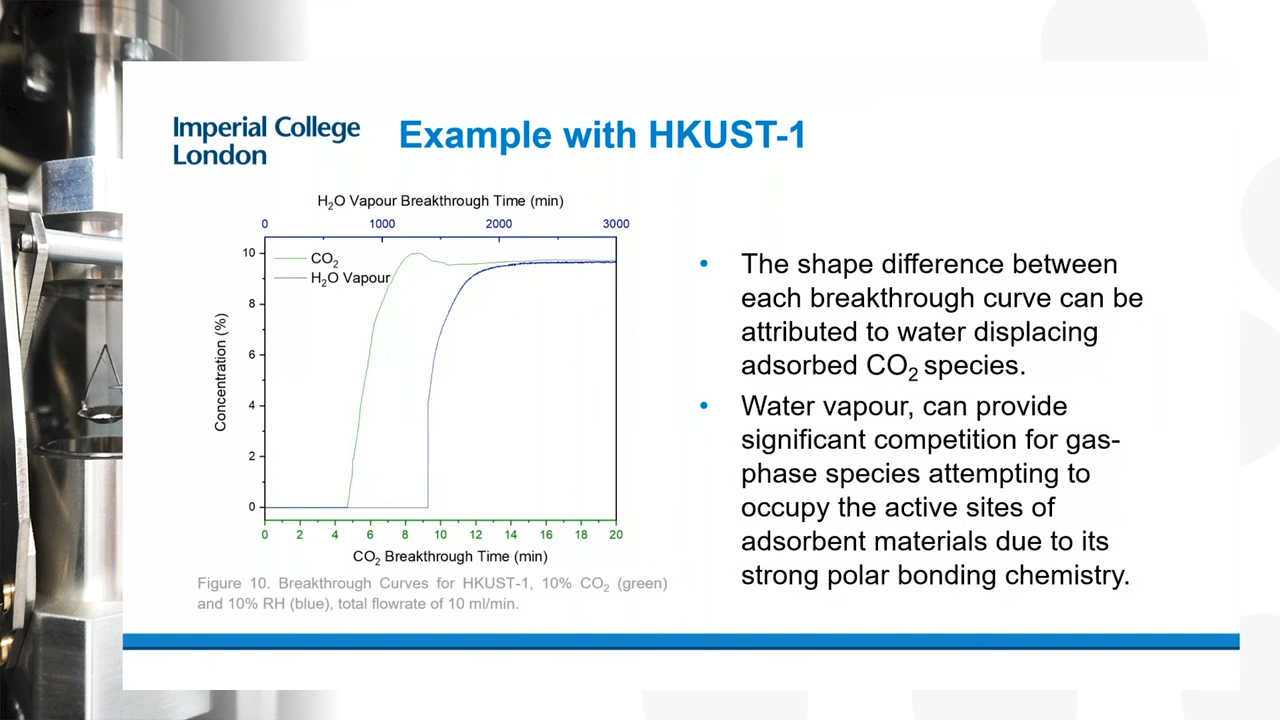 Imperial College
London
Example with HKUST-1
H₂O Vapour Breakthrough Time (min)
0 1000 2000 3000
10
8
6
4
2
0
Concentration (%)
CO₂
H₂O Vapour
0 2 4 6 8 10 12 14 16 18 20
CO₂ Breakthrough Time (min)
Figure 10. Breakthrough Curves for HKUST-1, 10% CO₂ (green)
and 10% RH (blue), total flowrate of 10 ml/min.
• The shape difference between
each breakthrough curve can be
attributed to water displacing
adsorbed CO₂ species.
• Water vapour, can provide
significant competition for gas-
phase species attempting to
occupy the active sites of
adsorbent materials due to its
strong polar bonding chemistry.